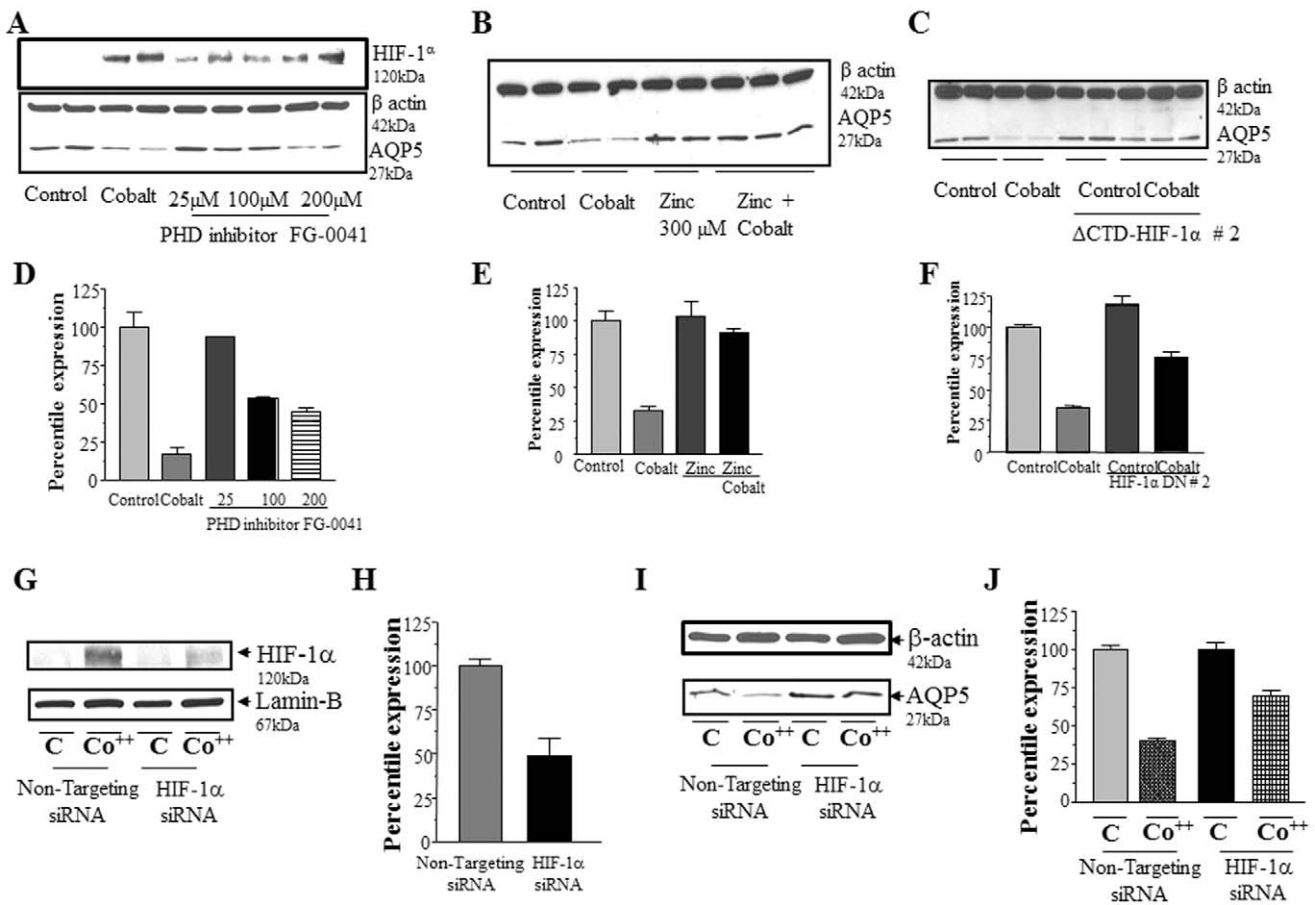 A
HIF-1α
120kDa
β actin
42kDa
AQP5
27kDa
Control Cobalt 25μM 100μM 200μM
PHD inhibitor FG-0041
B
β actin
42kDa
AQP5
27kDa
Control Cobalt Zinc Zinc +
300 μM Cobalt
C
β actin
42kDa
AQP5
27kDa
Control Cobalt Control Cobalt
ΔCTD-HIF-1α # 2
D
Percentile expression
125
100
75
50
25
0
Control Cobalt 25 100 200
PHD inhibitor FG-0041
E
Percentile expression
125
100
75
50
25
0
Control Cobalt Zinc Zinc
Cobalt
F
Percentile expression
125
100
75
50
25
0
Control Cobalt Control Cobalt
HIF-1α DN # 2
G
HIF-1α
120kDa
Lamin-B
67kDa
C Co++ C Co++
Non-Targeting HIF-1α
siRNA siRNA
H
Percentile expression
125
100
75
50
25
0
Non-Targeting HIF-1α
siRNA siRNA
I
β-actin
42kDa
AQP5
27kDa
C Co++ C Co++
Non-Targeting HIF-1α
siRNA siRNA
J
Percentile expression
125
100
75
50
25
0
C Co++ C Co++
Non-Targeting HIF-1α
siRNA siRNA